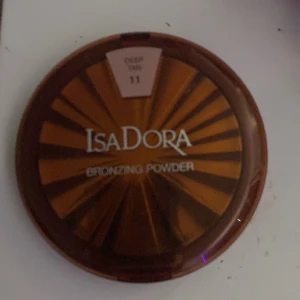 DEEP
TAN
11
ISADORA
BRONZING POWDER